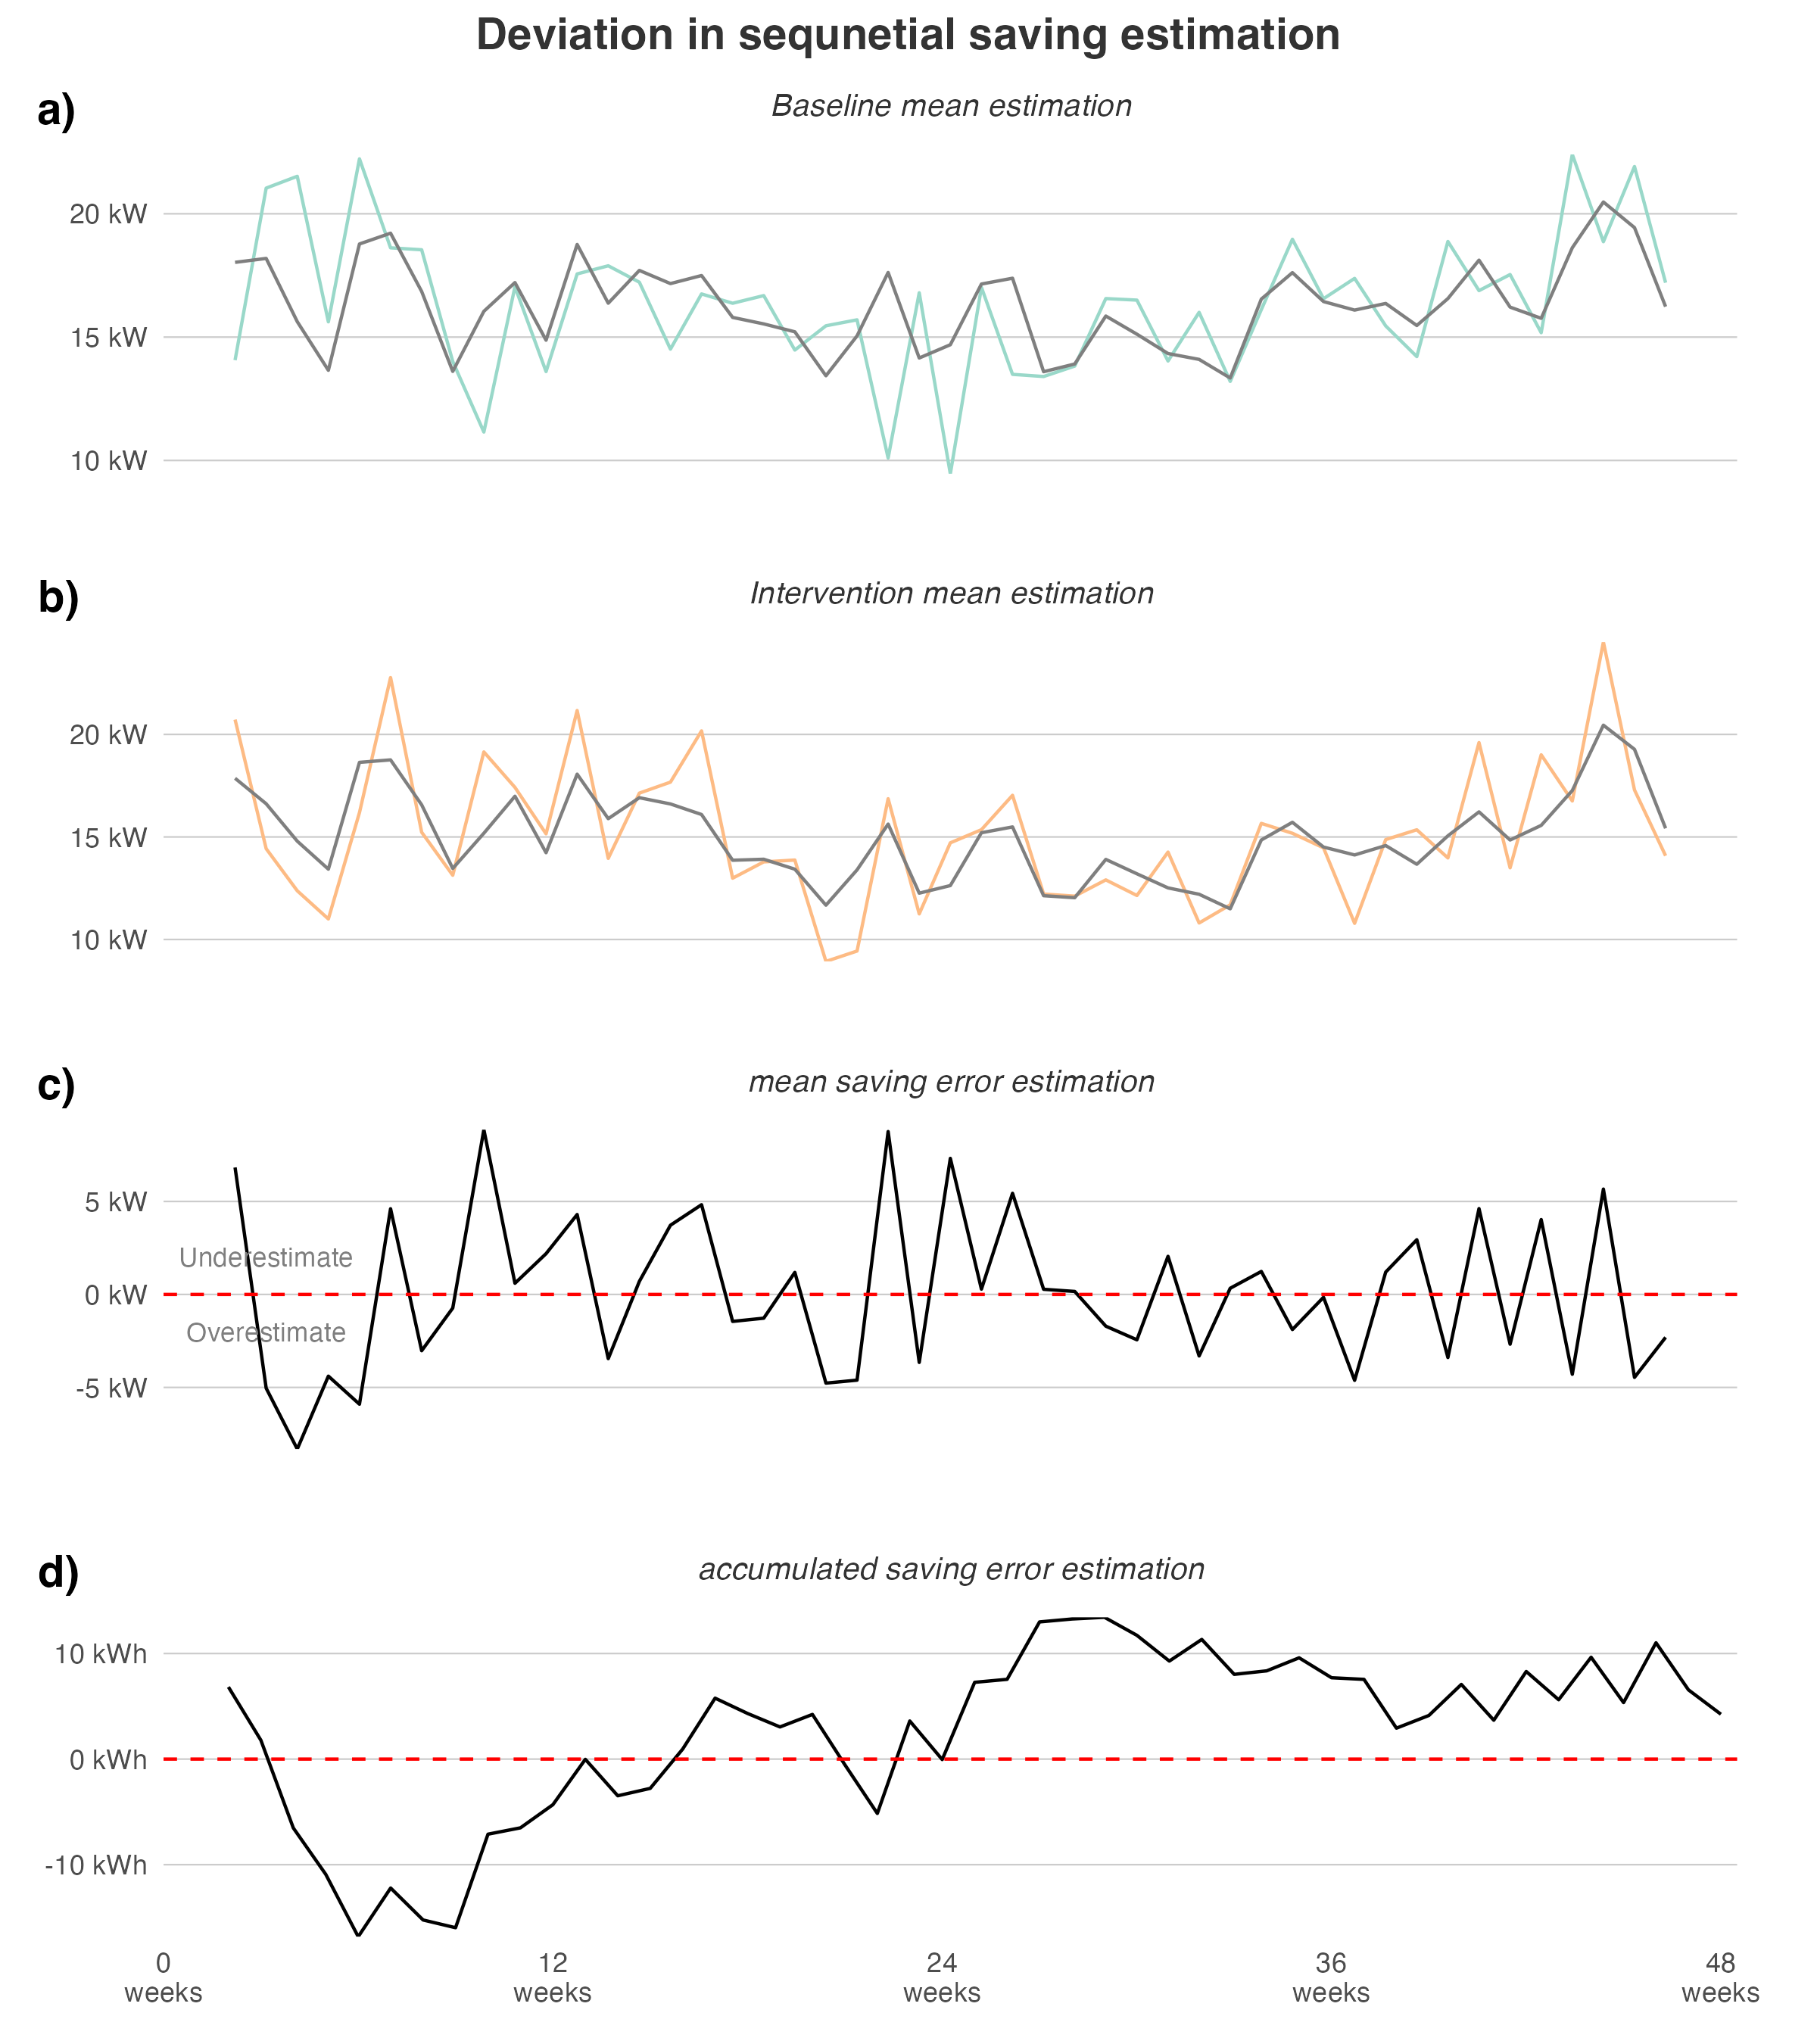 Deviation in sequnetial saving estimation
a)
Baseline mean estimation
20 kW
15 kW
10 kW
b)
Intervention mean estimation
20 kW
15 kW
10 kW
c)
mean saving error estimation
5 kW
Underestimate
0 kW
Overestimate
-5 kW
d)
accumulated saving error estimation
10 kWh
0 kWh
-10 kWh
0 12 24 36 48
weeks weeks weeks weeks weeks